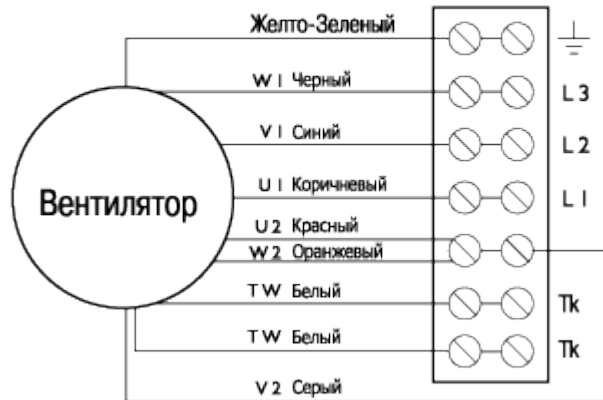 Желто-Зеленый
W1 Черный L3
V1 Синий L2
U1 Коричневый L1
Вентилятор
U2 Красный
W2 Оранжевый
TW Белый Tk
TW Белый Tk
V2 Серый